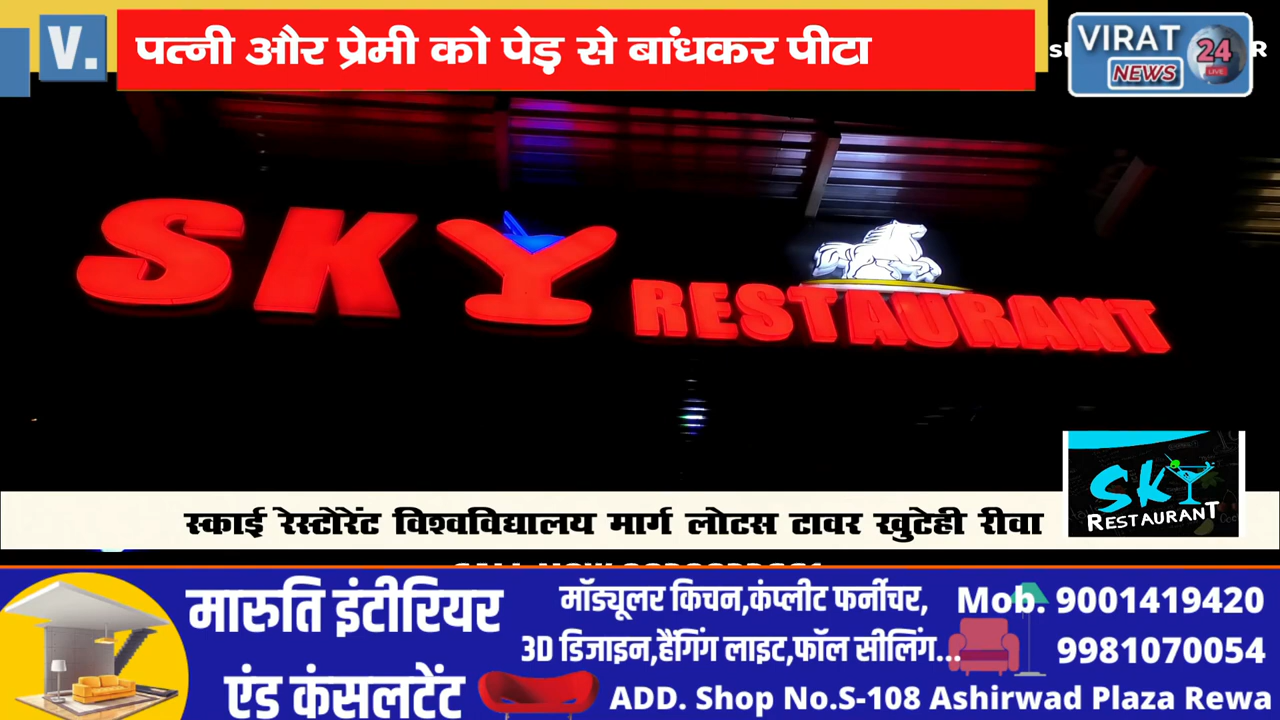 V.
पत्नी और प्रेमी को पेड़ से बांधकर पीटा
VIRAT
NEWS
24
LIVE
SKY RESTAURANT
SKY
RESTAURANT
स्काई रेस्टोरेंट विश्वविद्यालय मार्ग लोटस टावर खुटेही रीवा
मारुति इंटीरियर
एंड कंसलटेंट
मॉड्यूलर किचन,कंप्लीट फर्नीचर,
3D डिजाइन,हैंगिंग लाइट,फॉल सीलिंग...
Mob. 9001419420
9981070054
ADD. Shop No.S-108 Ashirwad Plaza Rewa